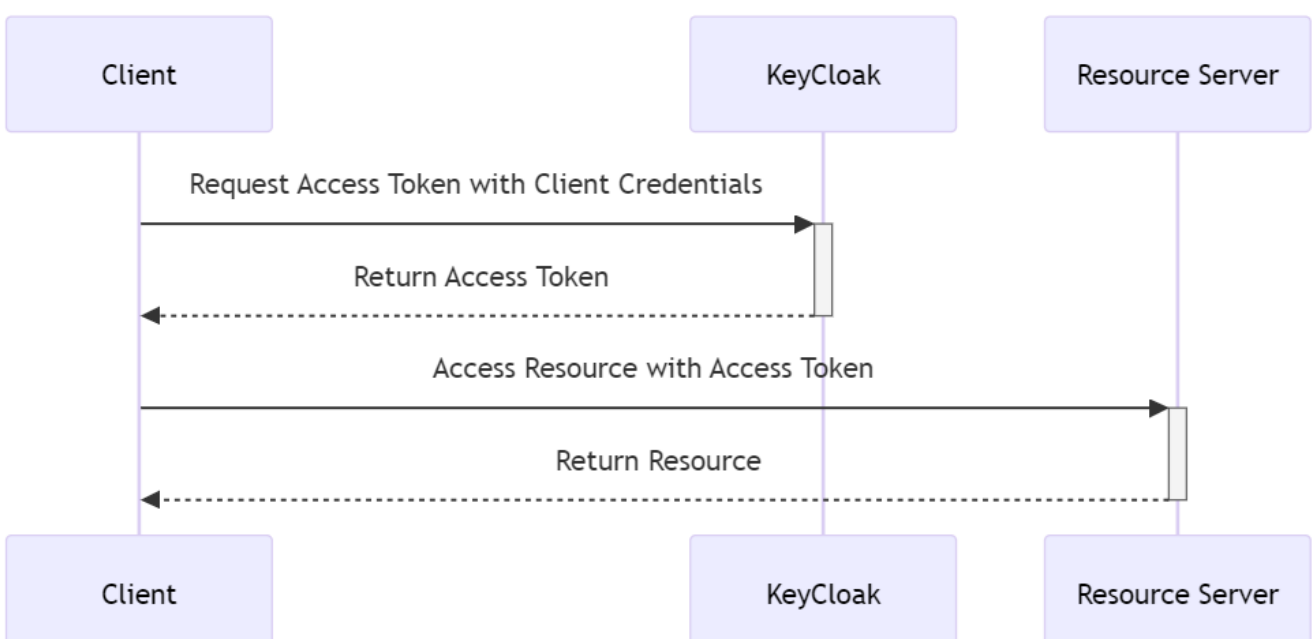 Client
KeyCloak
Resource Server
Request Access Token with Client Credentials
Return Access Token
Access Resource with Access Token
Return Resource
Client
KeyCloak
Resource Server